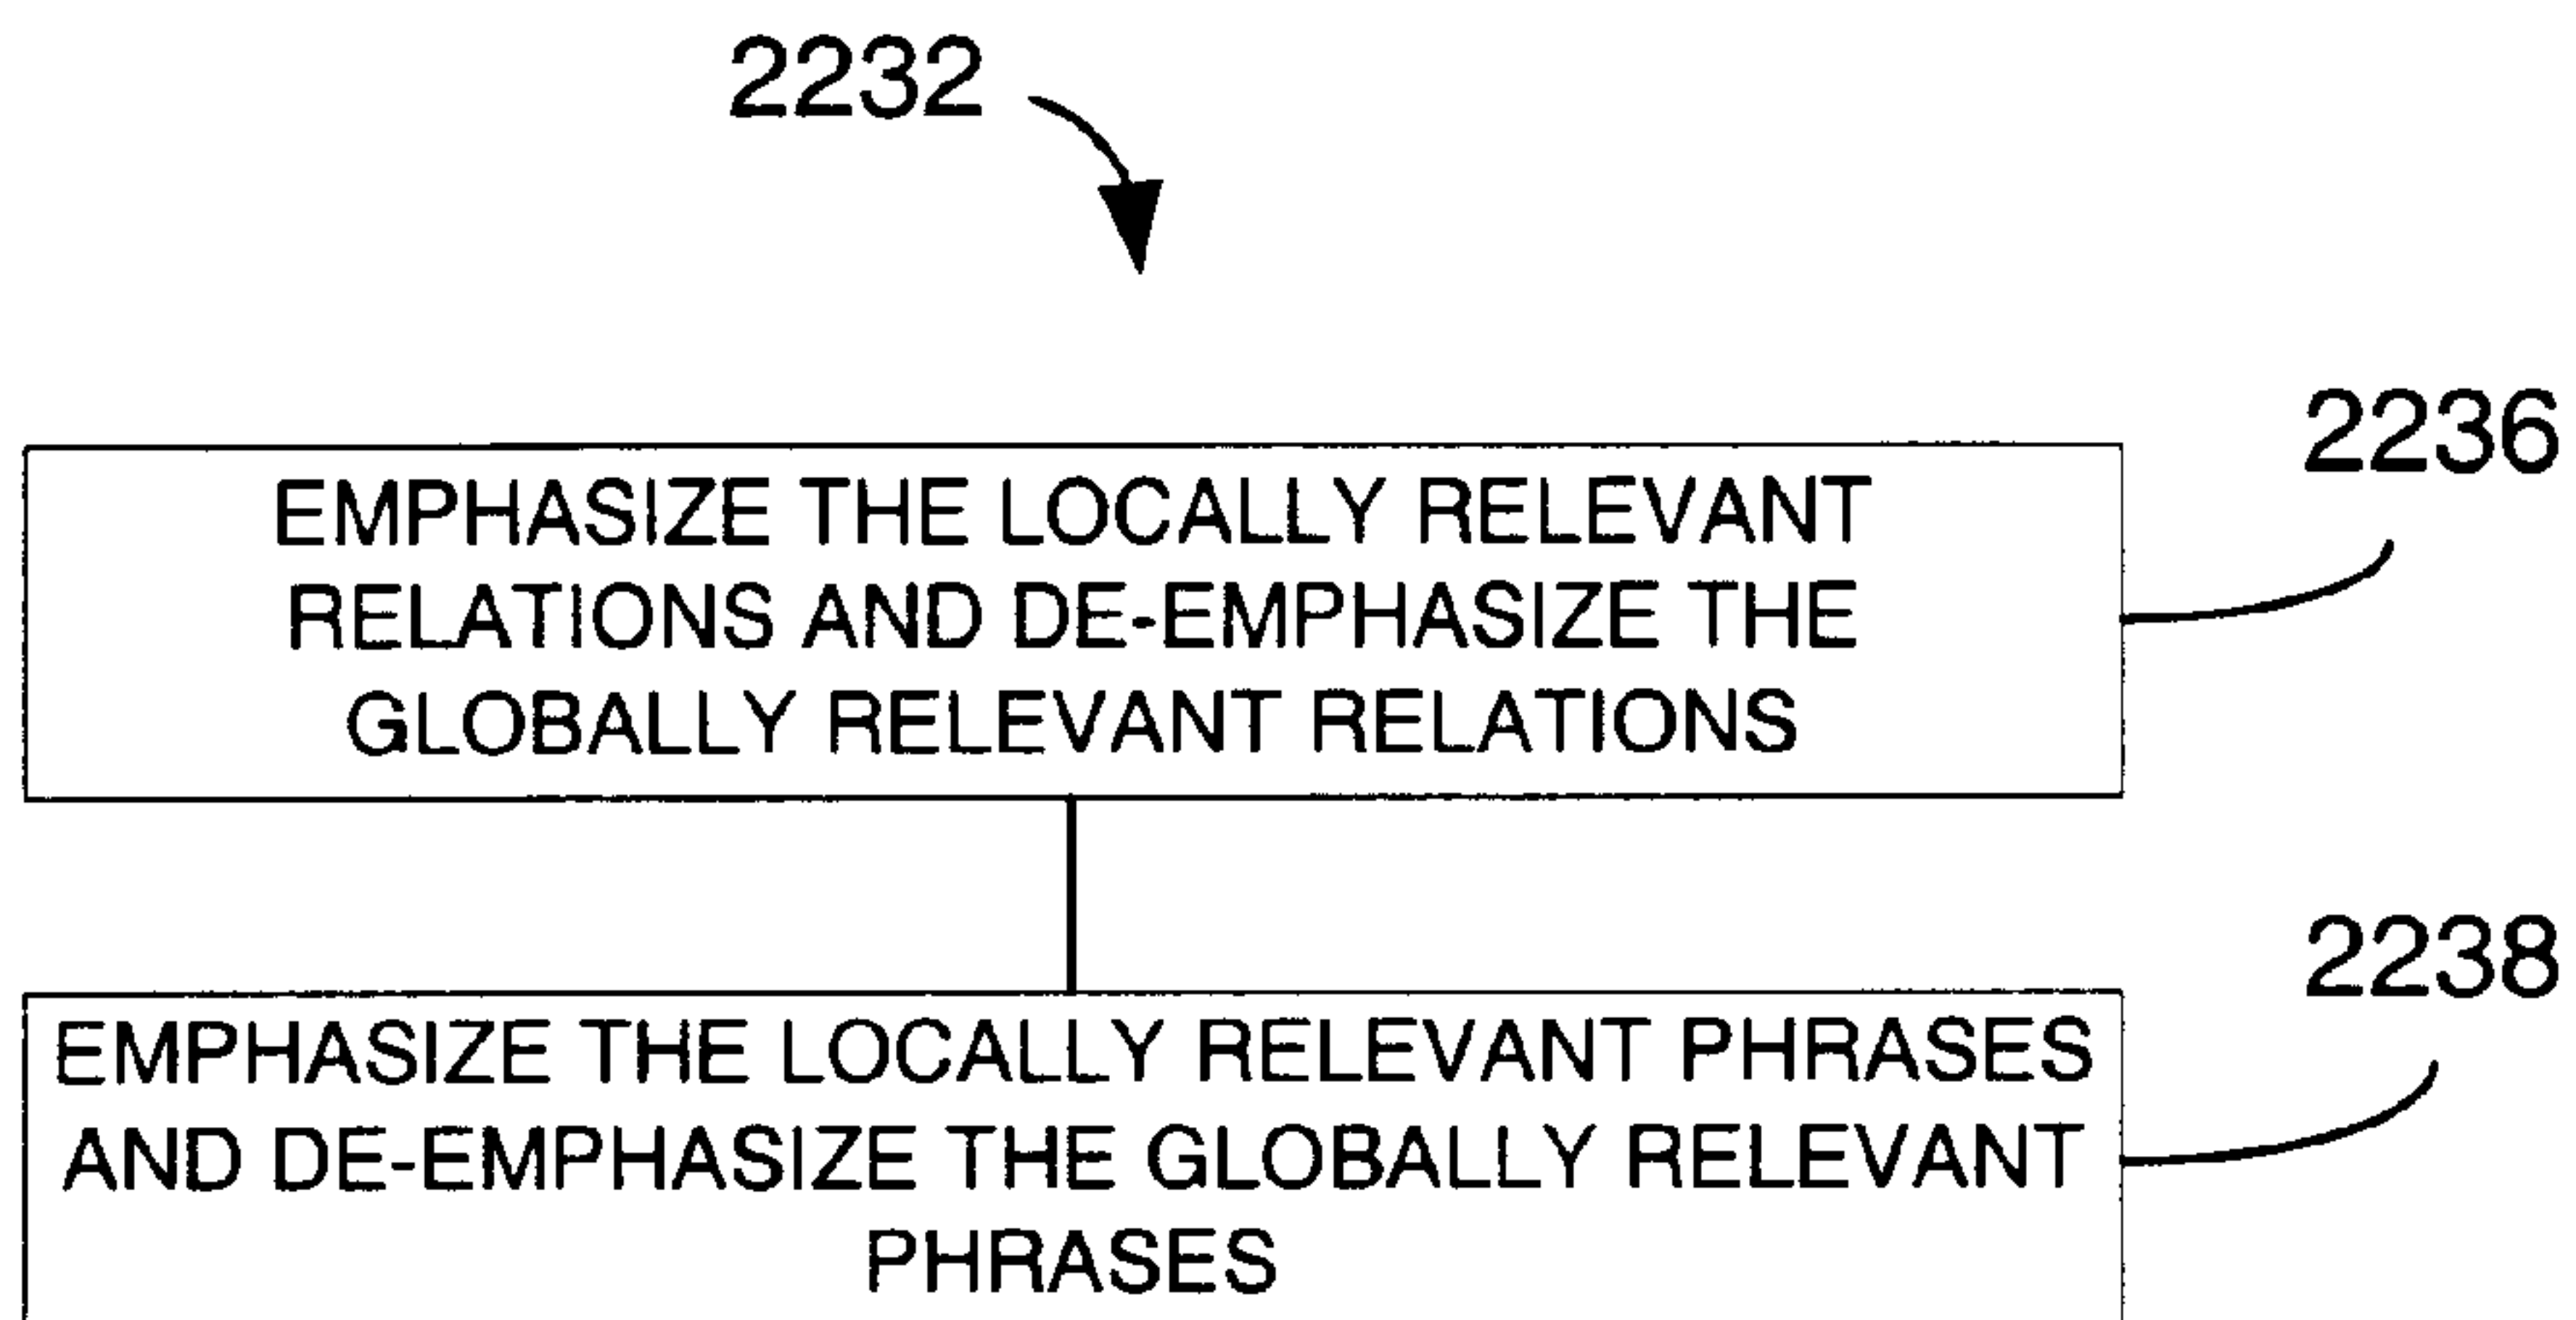 2232
2236
EMPHASIZE THE LOCALLY RELEVANT
RELATIONS AND DE-EMPHASIZE THE
GLOBALLY RELEVANT RELATIONS
2238
EMPHASIZE THE LOCALLY RELEVANT PHRASES
AND DE-EMPHASIZE THE GLOBALLY RELEVANT
PHRASES